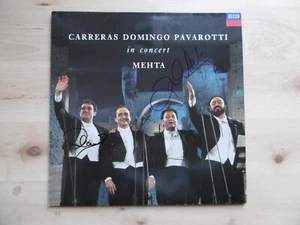 DECCA
CARRERAS DOMINGO PAVAROTTI
in concert
MEHTA